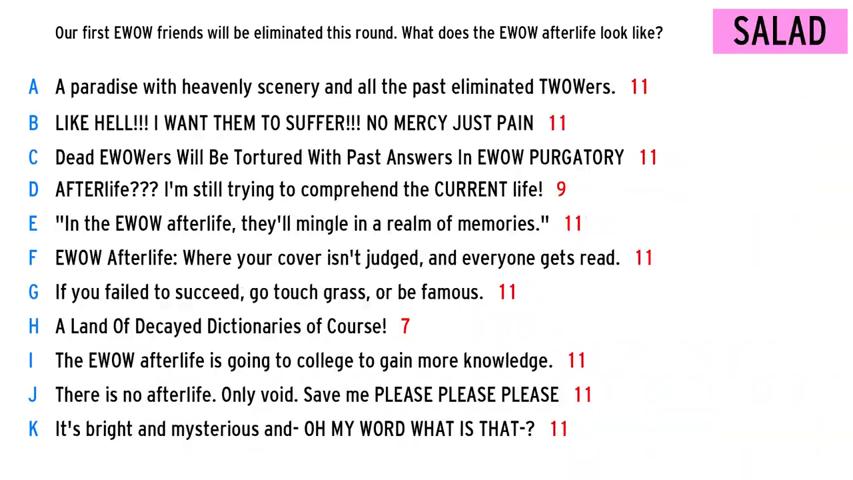 Our first EWOW friends will be eliminated this round. What does the EWOW afterlife look like?
SALAD
A A paradise with heavenly scenery and all the past eliminated TWOWers. 11
B LIKE HELL!!! I WANT THEM TO SUFFER!!! NO MERCY JUST PAIN 11
C Dead EWOWers Will Be Tortured With Past Answers In EWOW PURGATORY 11
D AFTERlife??? I'm still trying to comprehend the CURRENT life! 9
E "In the EWOW afterlife, they'll mingle in a realm of memories." 11
F EWOW Afterlife: Where your cover isn't judged, and everyone gets read. 11
G If you failed to succeed, go touch grass, or be famous. 11
H A Land Of Decayed Dictionaries of Course! 7
I The EWOW afterlife is going to college to gain more knowledge. 11
J There is no afterlife. Only void. Save me PLEASE PLEASE PLEASE 11
K It's bright and mysterious and- OH MY WORD WHAT IS THAT-? 11